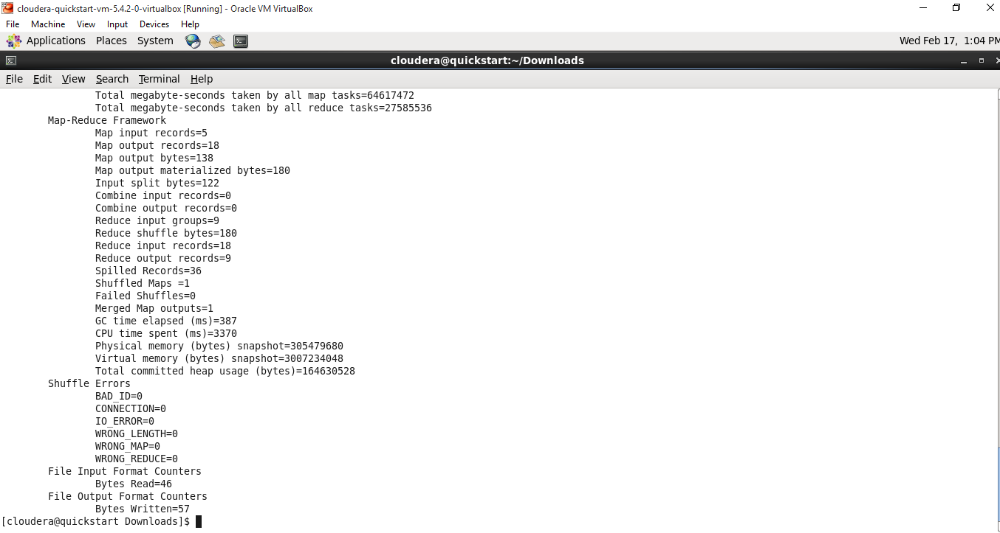 cloudera-quickstart-vm-5.4.2-0-virtualbox [Running] - Oracle VM VirtualBox
File Machine View Input Devices Help
Applications Places System Wed Feb 17, 1:04 PM
cloudera@quickstart:~/Downloads
File Edit View Search Terminal Help
Total megabyte-seconds taken by all map tasks=64617472
Total megabyte-seconds taken by all reduce tasks=27585536
Map-Reduce Framework
Map input records=5
Map output records=18
Map output bytes=138
Map output materialized bytes=180
Input split bytes=122
Combine input records=0
Combine output records=0
Reduce input groups=9
Reduce shuffle bytes=180
Reduce input records=18
Reduce output records=9
Spilled Records=36
Shuffled Maps =1
Failed Shuffles=0
Merged Map outputs=1
GC time elapsed (ms)=387
CPU time spent (ms)=3370
Physical memory (bytes) snapshot=305479680
Virtual memory (bytes) snapshot=3007234048
Total committed heap usage (bytes)=164630528
Shuffle Errors
BAD_ID=0
CONNECTION=0
IO_ERROR=0
WRONG_LENGTH=0
WRONG_MAP=0
WRONG_REDUCE=0
File Input Format Counters
Bytes Read=46
File Output Format Counters
Bytes Written=57
[cloudera@quickstart Downloads]$